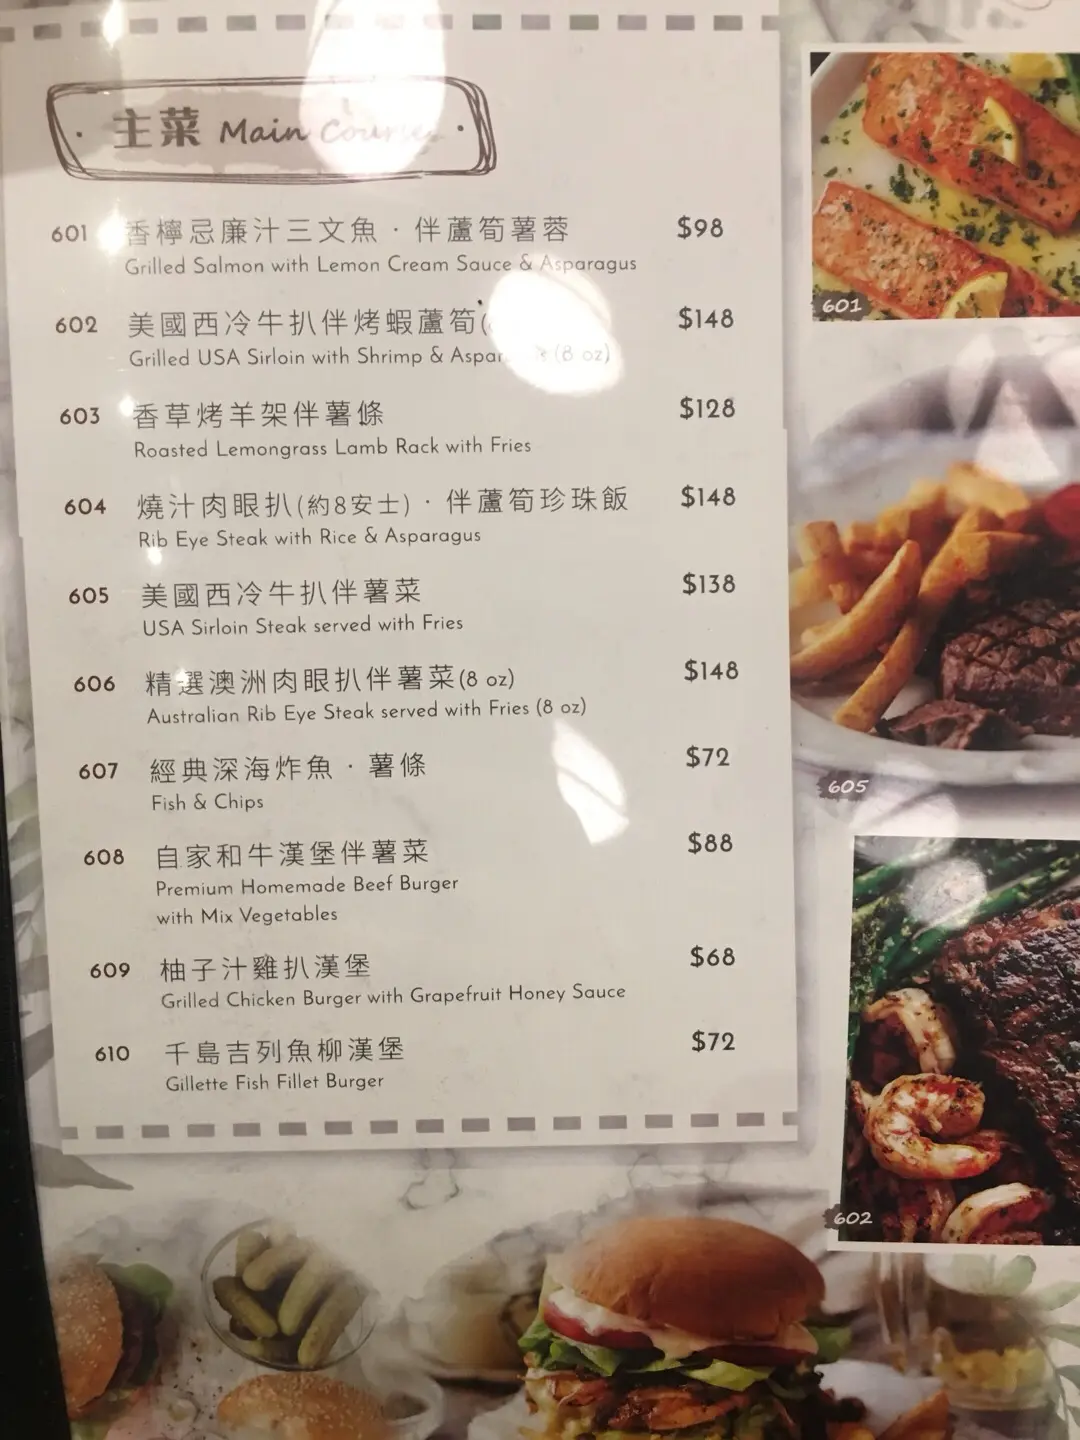 · 主菜 Main Course ·
601 香檸忌廉汁三文魚 · 伴蘆筍薯蓉 $98
Grilled Salmon with Lemon Cream Sauce & Asparagus
602 美國西冷牛扒伴烤蝦蘆筍( $148
Grilled USA Sirloin with Shrimp & (8 oz)
603 香草烤羊架伴薯條 $128
Roasted Lemongrass Lamb Rack with Fries
604 燒汁肉眼扒(約8安士) · 伴蘆筍珍珠飯 $148
Rib Eye Steak with Rice & Asparagus
605 美國西冷牛扒伴薯菜 $138
USA Sirloin Steak served with Fries
606 精選澳洲肉眼扒伴薯菜(8 oz) $148
Australian Rib Eye Steak served with Fries (8 oz)
607 經典深海炸魚 · 薯條 $72
Fish & Chips
608 自家和牛漢堡伴薯菜 $88
Premium Homemade Beef Burger
with Mix Vegetables
609 柚子汁雞扒漢堡 $68
Grilled Chicken Burger with Grapefruit Honey Sauce
610 千島吉列魚柳漢堡 $72
Gillette Fish Fillet Burger
601
605
602